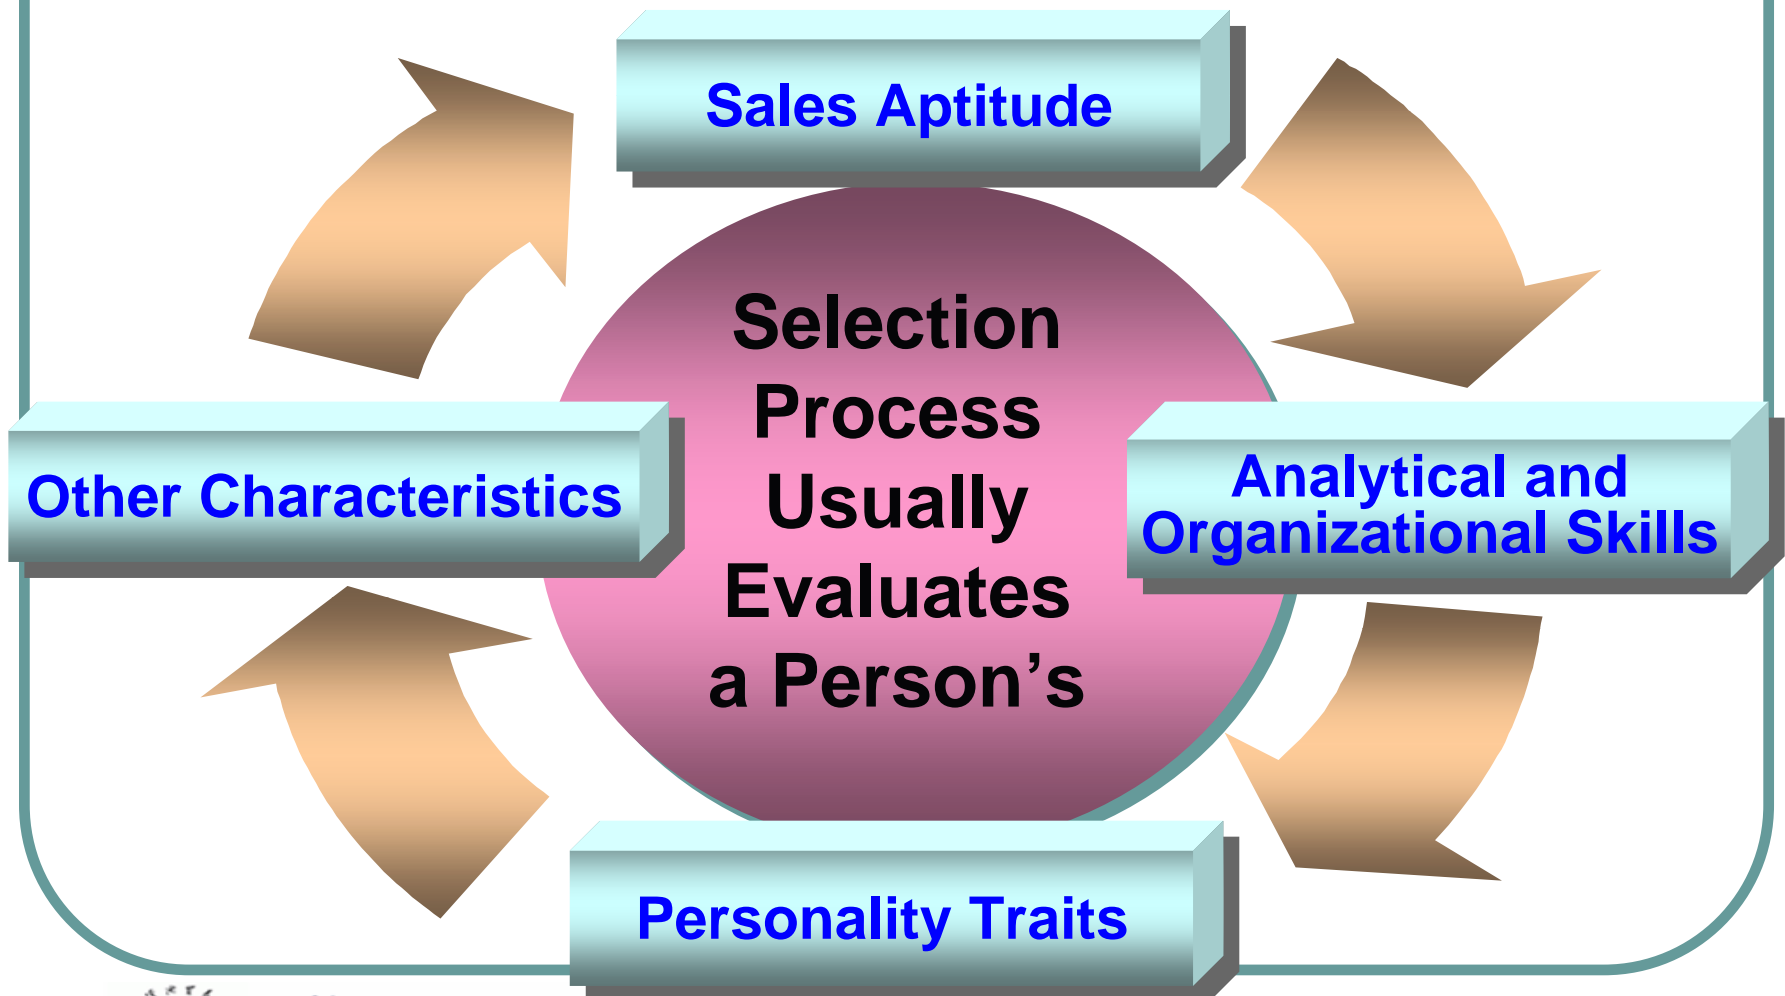 Sales Aptitude
Selection
Process
Usually
Evaluates
a Person’s
Other Characteristics
Analytical and
Organizational Skills
Personality Traits